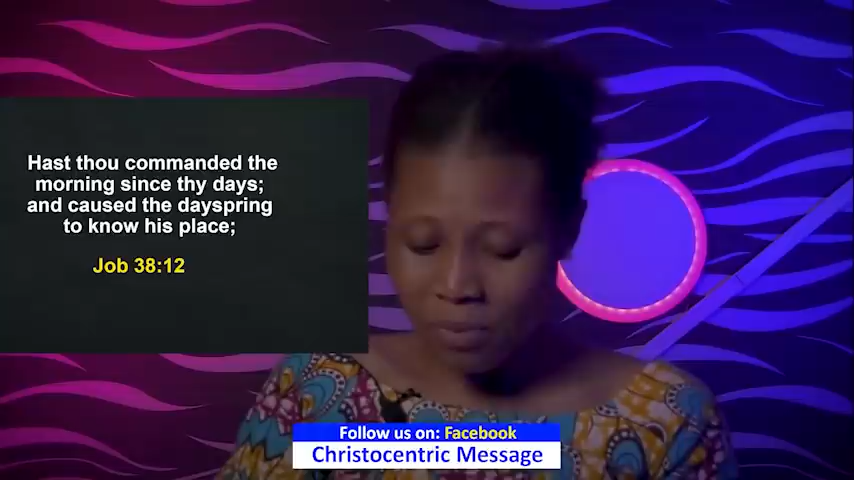 Hast thou commanded the
morning since thy days;
and caused the dayspring
to know his place;
Job 38:12
Follow us on: Facebook
Christocentric Message